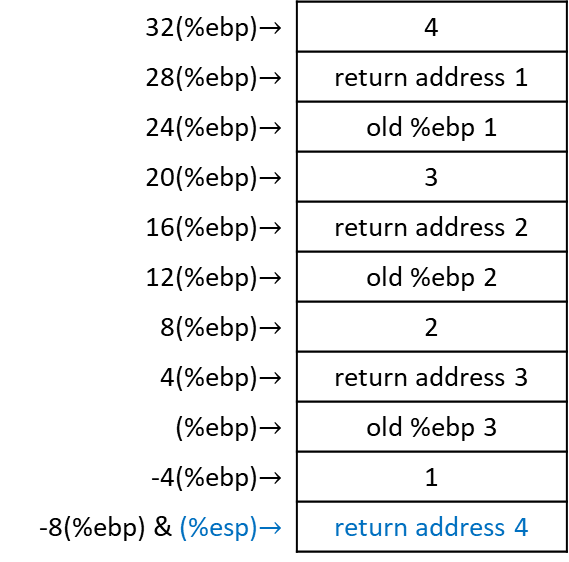 32(%ebp)→ 4
28(%ebp)→ return address 1
24(%ebp)→ old %ebp 1
20(%ebp)→ 3
16(%ebp)→ return address 2
12(%ebp)→ old %ebp 2
8(%ebp)→ 2
4(%ebp)→ return address 3
(%ebp)→ old %ebp 3
-4(%ebp)→ 1
-8(%ebp) & (%esp)→ return address 4